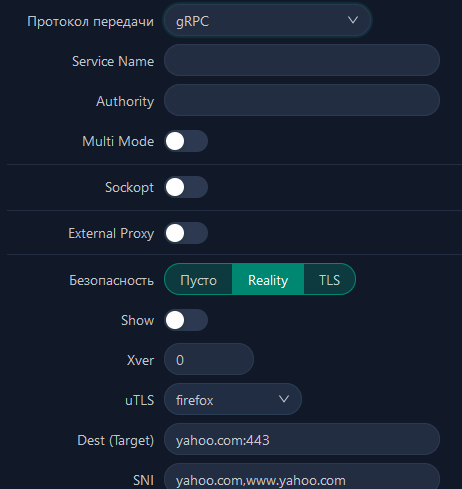 Протокол передачи gRPC
Service Name
Authority
Multi Mode
Sockopt
External Proxy
Безопасность Пусто Reality TLS
Show
Xver 0
uTLS firefox
Dest (Target) yahoo.com:443
SNI yahoo.com,www.yahoo.com